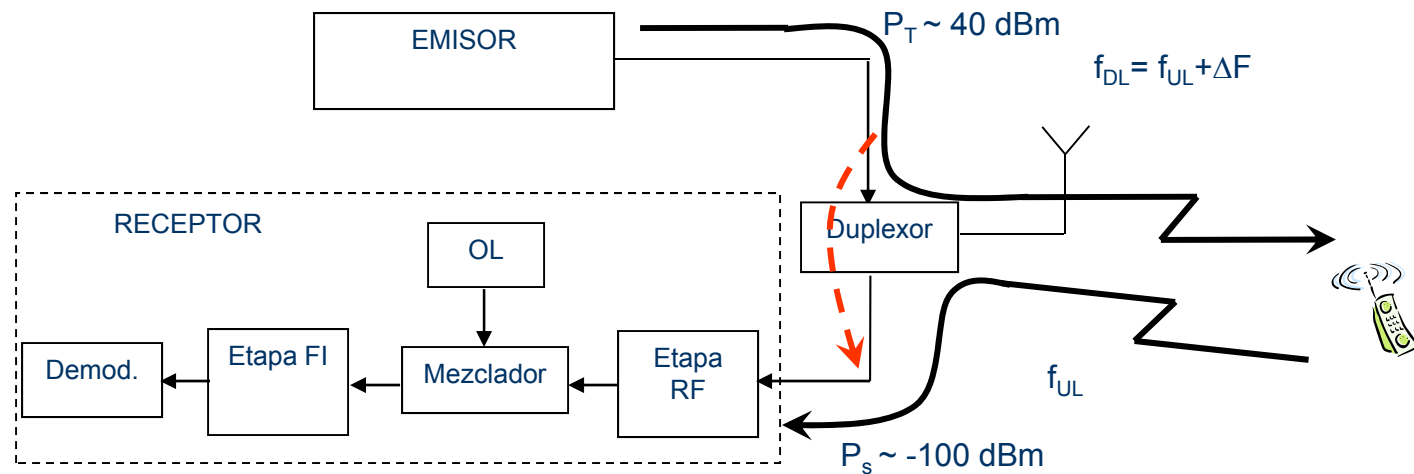 EMISOR
P_T ~ 40 dBm
f_DL= f_UL+ΔF
RECEPTOR
OL
Duplexor
Demod.
Etapa FI
Mezclador
Etapa
RF
f_UL
P_s ~ -100 dBm